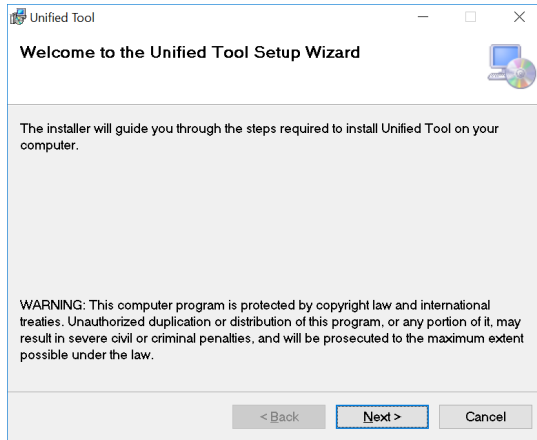 Unified Tool
Welcome to the Unified Tool Setup Wizard
The installer will guide you through the steps required to install Unified Tool on your
computer.
WARNING: This computer program is protected by copyright law and international
treaties. Unauthorized duplication or distribution of this program, or any portion of it, may
result in severe civil or criminal penalties, and will be prosecuted to the maximum extent
possible under the law.
< Back Next > Cancel